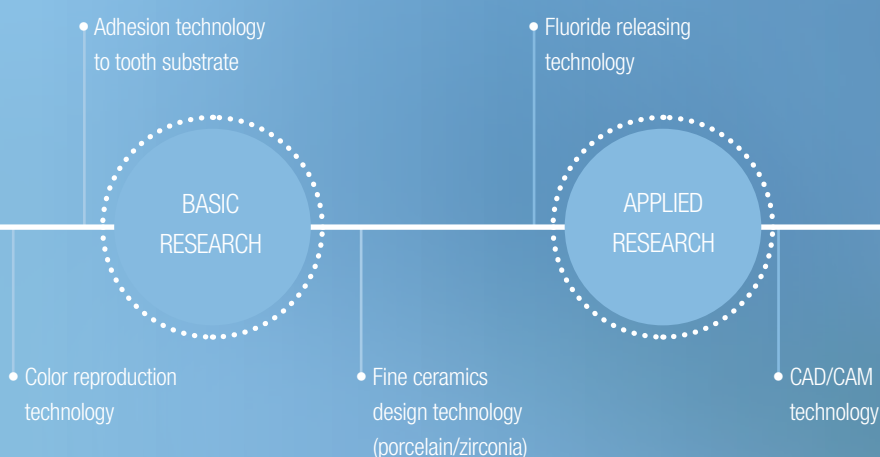 Adhesion technology
to tooth substrate
Fluoride releasing
technology
BASIC
RESEARCH
APPLIED
RESEARCH
Color reproduction
technology
Fine ceramics
design technology
(porcelain/zirconia)
CAD/CAM
technology